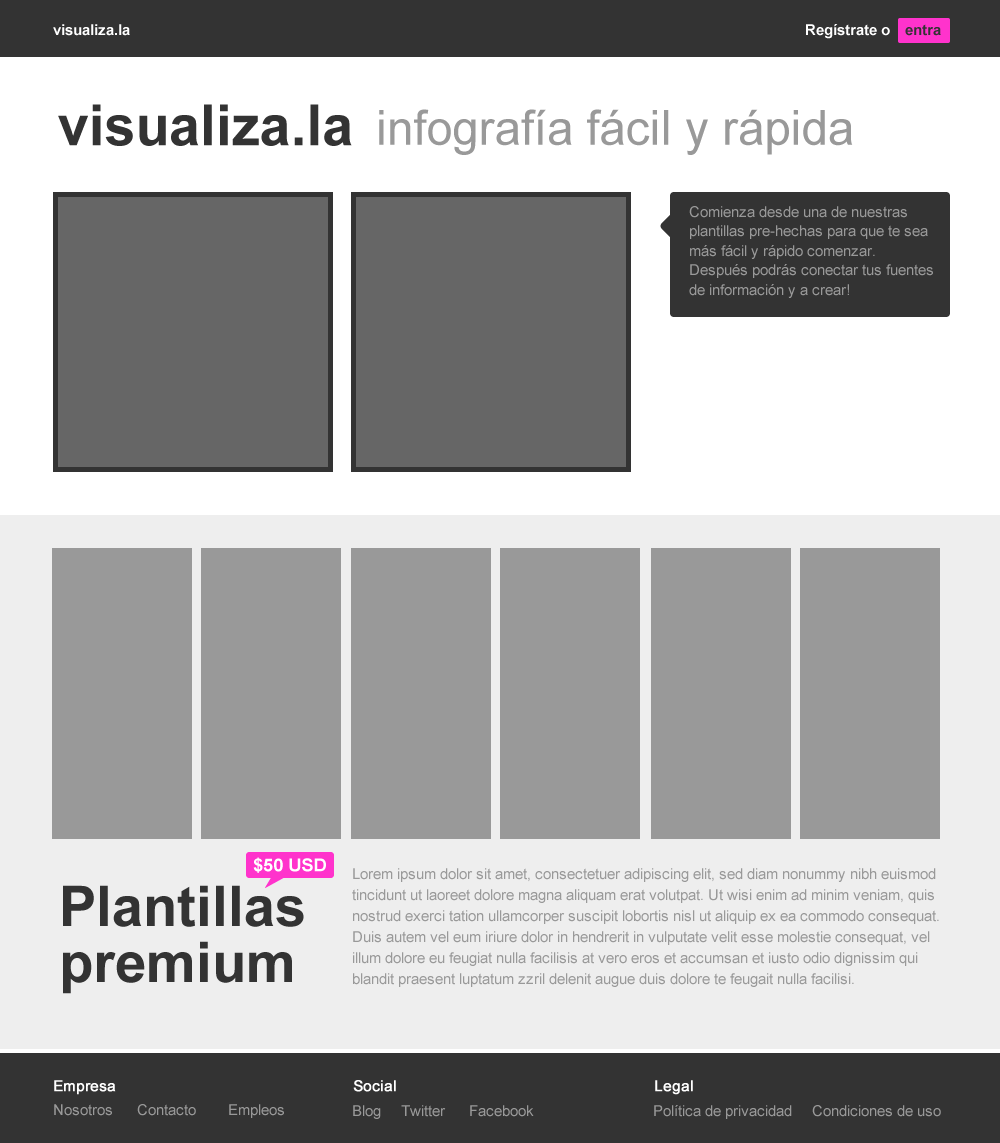 visualiza.la
Regístrate o entra
visualiza.la infografía fácil y rápida
Comienza desde una de nuestras
plantillas pre-hechas para que te sea
más fácil y rápido comenzar.
Después podrás conectar tus fuentes
de información y a crear!
$50 USD
Plantillas
premium
Lorem ipsum dolor sit amet, consectetuer adipiscing elit, sed diam nonummy nibh euismod
tincidunt ut laoreet dolore magna aliquam erat volutpat. Ut wisi enim ad minim veniam, quis
nostrud exerci tation ullamcorper suscipit lobortis nisl ut aliquip ex ea commodo consequat.
Duis autem vel eum iriure dolor in hendrerit in vulputate velit esse molestie consequat, vel
illum dolore eu feugiat nulla facilisis at vero eros et accumsan et iusto odio dignissim qui
blandit praesent luptatum zzril delenit augue duis dolore te feugait nulla facilisi.
Empresa
Nosotros Contacto Empleos
Social
Blog Twitter Facebook
Legal
Política de privacidad Condiciones de uso